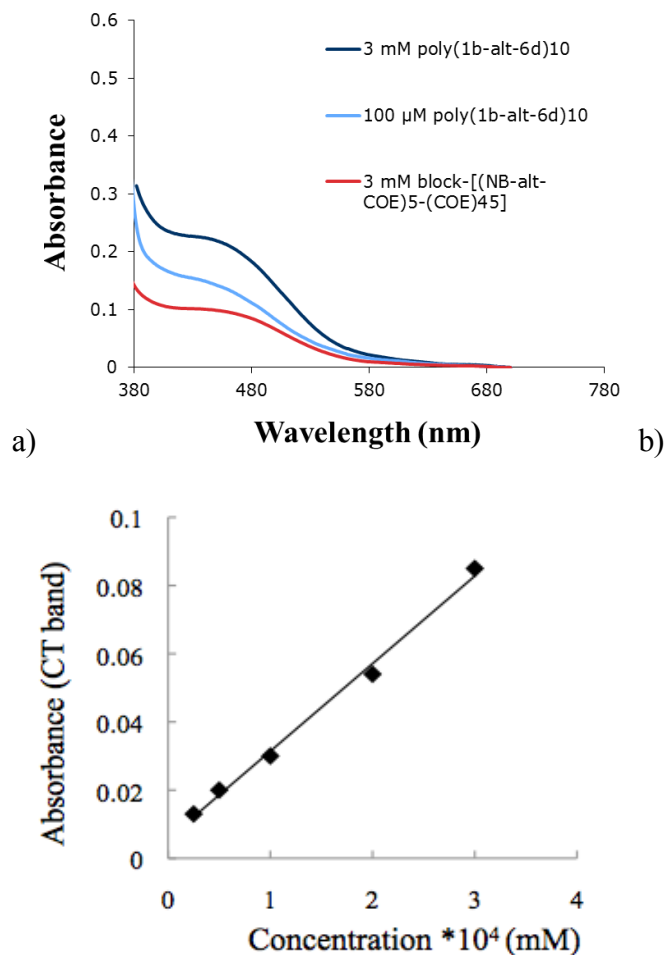 0.6
0.5
0.4
0.3
0.2
0.1
0
Absorbance
3 mM poly(1b-alt-6d)10
100 µM poly(1b-alt-6d)10
3 mM block-[(NB-alt-
COE)5-(COE)45]
380 480 580 680 780
Wavelength (nm)
a) b)
0.1
0.08
0.06
0.04
0.02
0
Absorbance (CT band)
0 1 2 3 4
Concentration *10⁴ (mM)